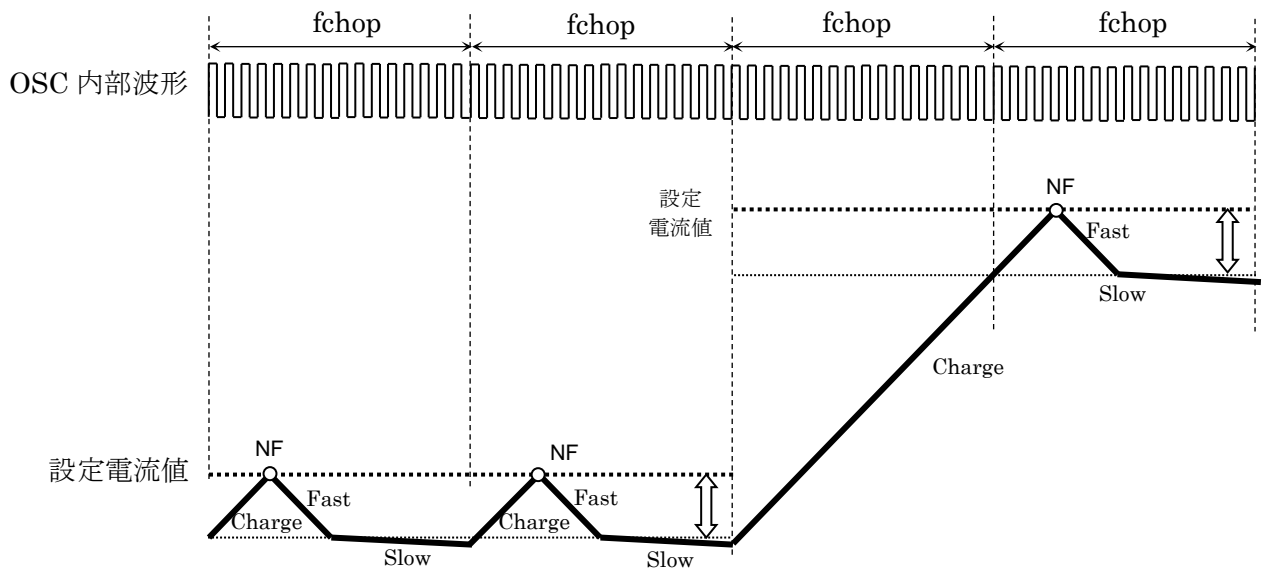 fchop
fchop
fchop
fchop
OSC 内部波形
設定
電流値
NF
Fast
Slow
Charge
設定電流値
NF
NF
Fast
Fast
Charge
Charge
Slow
Slow